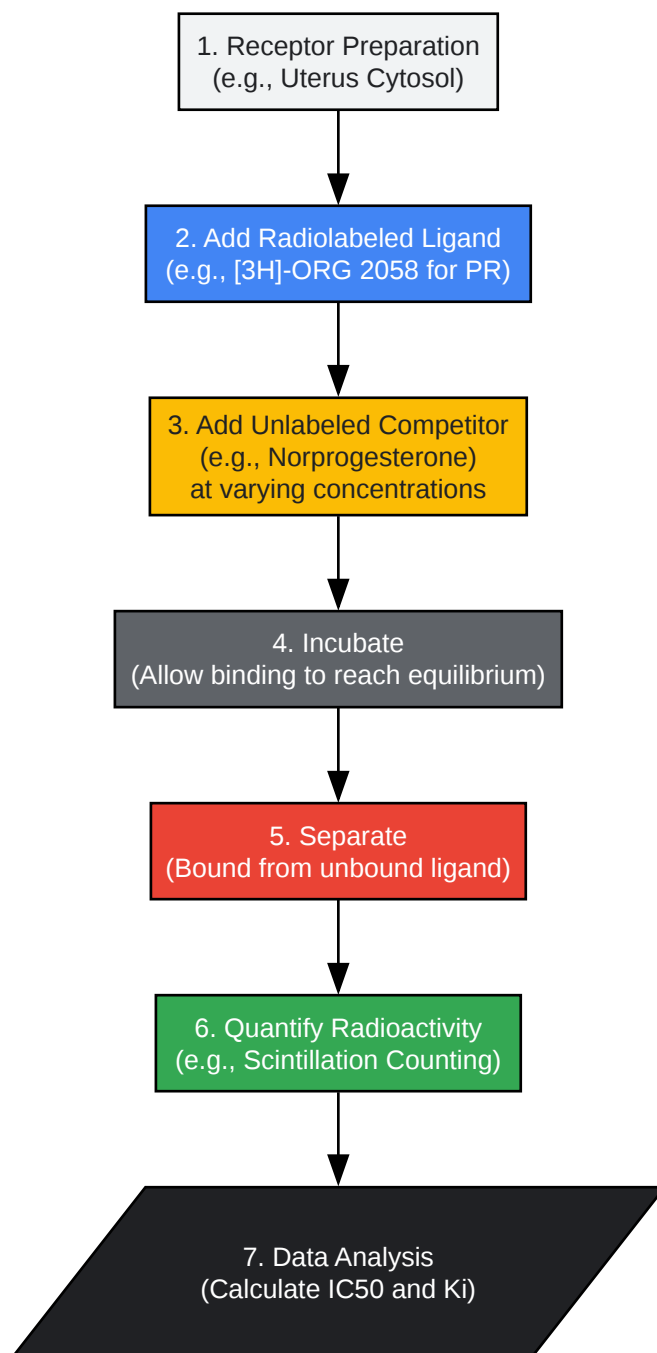 1. Receptor Preparation
(e.g., Uterus Cytosol)
2. Add Radiolabeled Ligand
(e.g., [3H]-ORG 2058 for PR)
3. Add Unlabeled Competitor
(e.g., Norprogesterone)
at varying concentrations
4. Incubate
(Allow binding to reach equilibrium)
5. Separate
(Bound from unbound ligand)
6. Quantify Radioactivity
(e.g., Scintillation Counting)
7. Data Analysis
(Calculate IC50 and Ki)